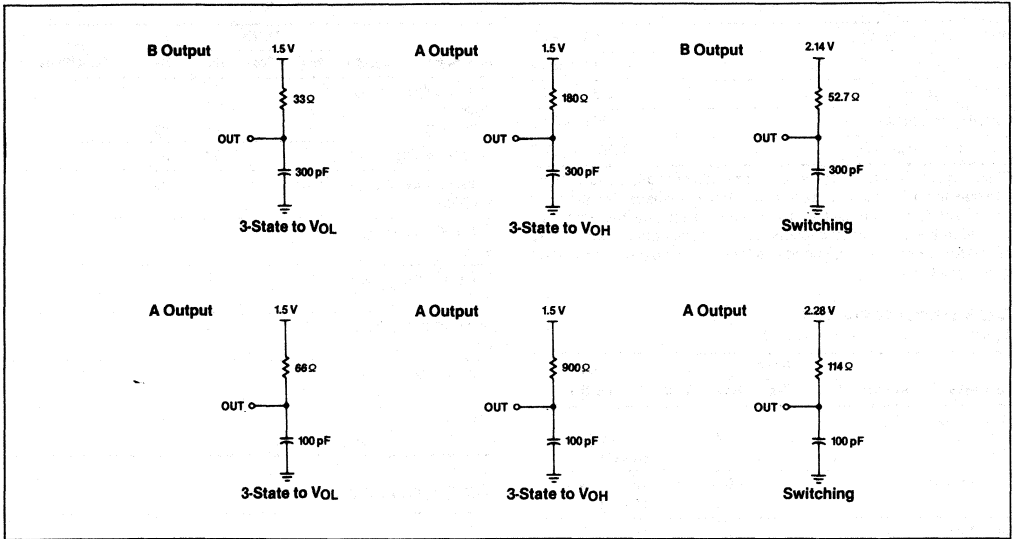 B Output 1.5 V
33Ω
OUT
300 pF
3-State to VOL
A Output 1.5 V
180Ω
OUT
300 pF
3-State to VOH
B Output 2.14 V
52.7Ω
OUT
300 pF
Switching
A Output 1.5 V
66Ω
OUT
100 pF
3-State to VOL
A Output 1.5 V
900Ω
OUT
100 pF
3-State to VOH
A Output 2.28 V
114Ω
OUT
100 pF
Switching